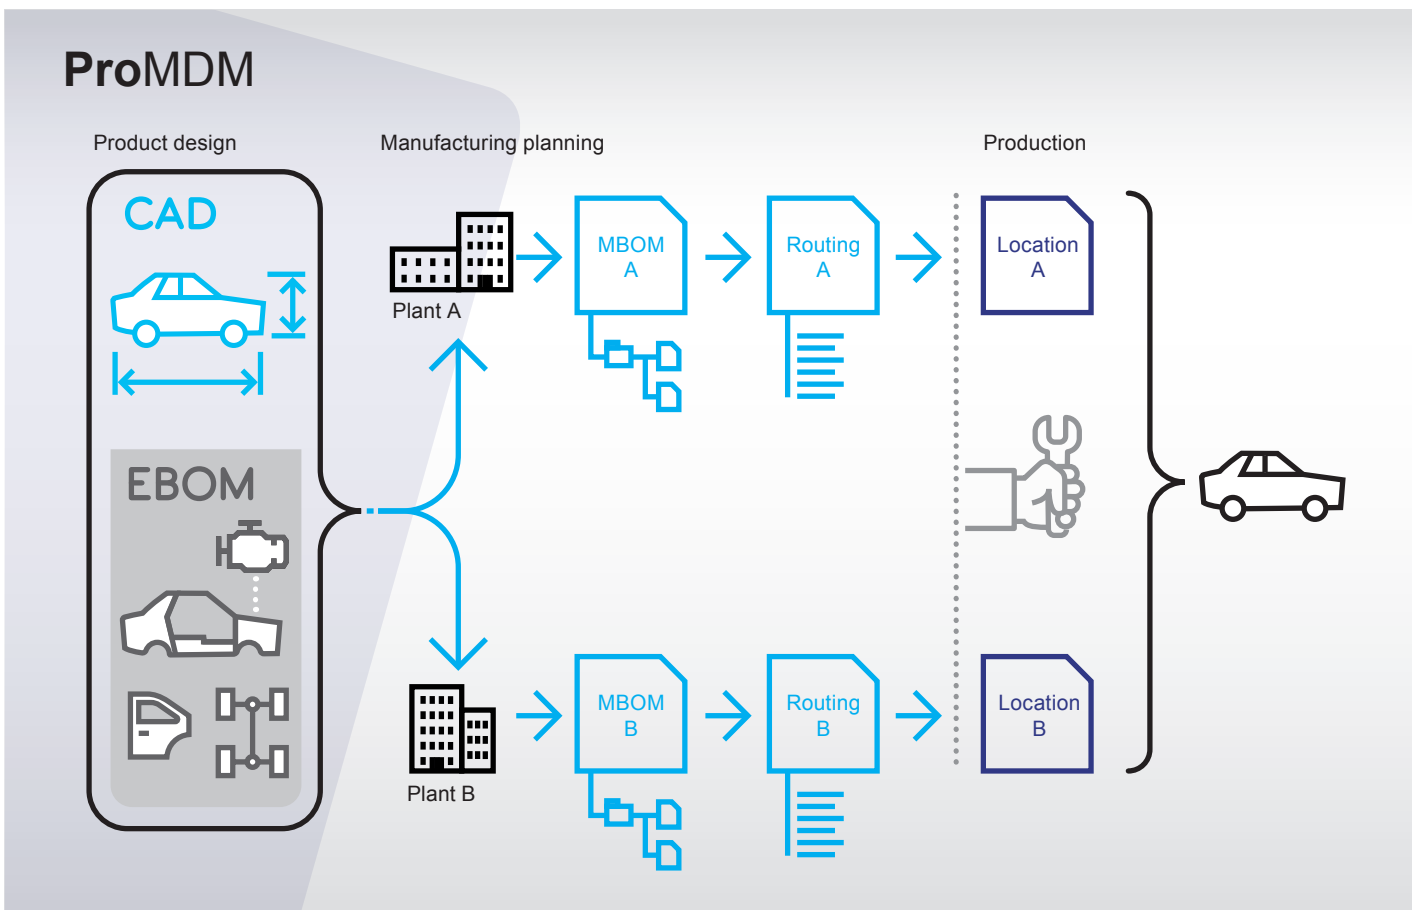 ProMDM
Product design
Manufacturing planning
Production
CAD
EBOM
Plant A
MBOM
A
Routing
A
Location
A
Plant B
MBOM
B
Routing
B
Location
B